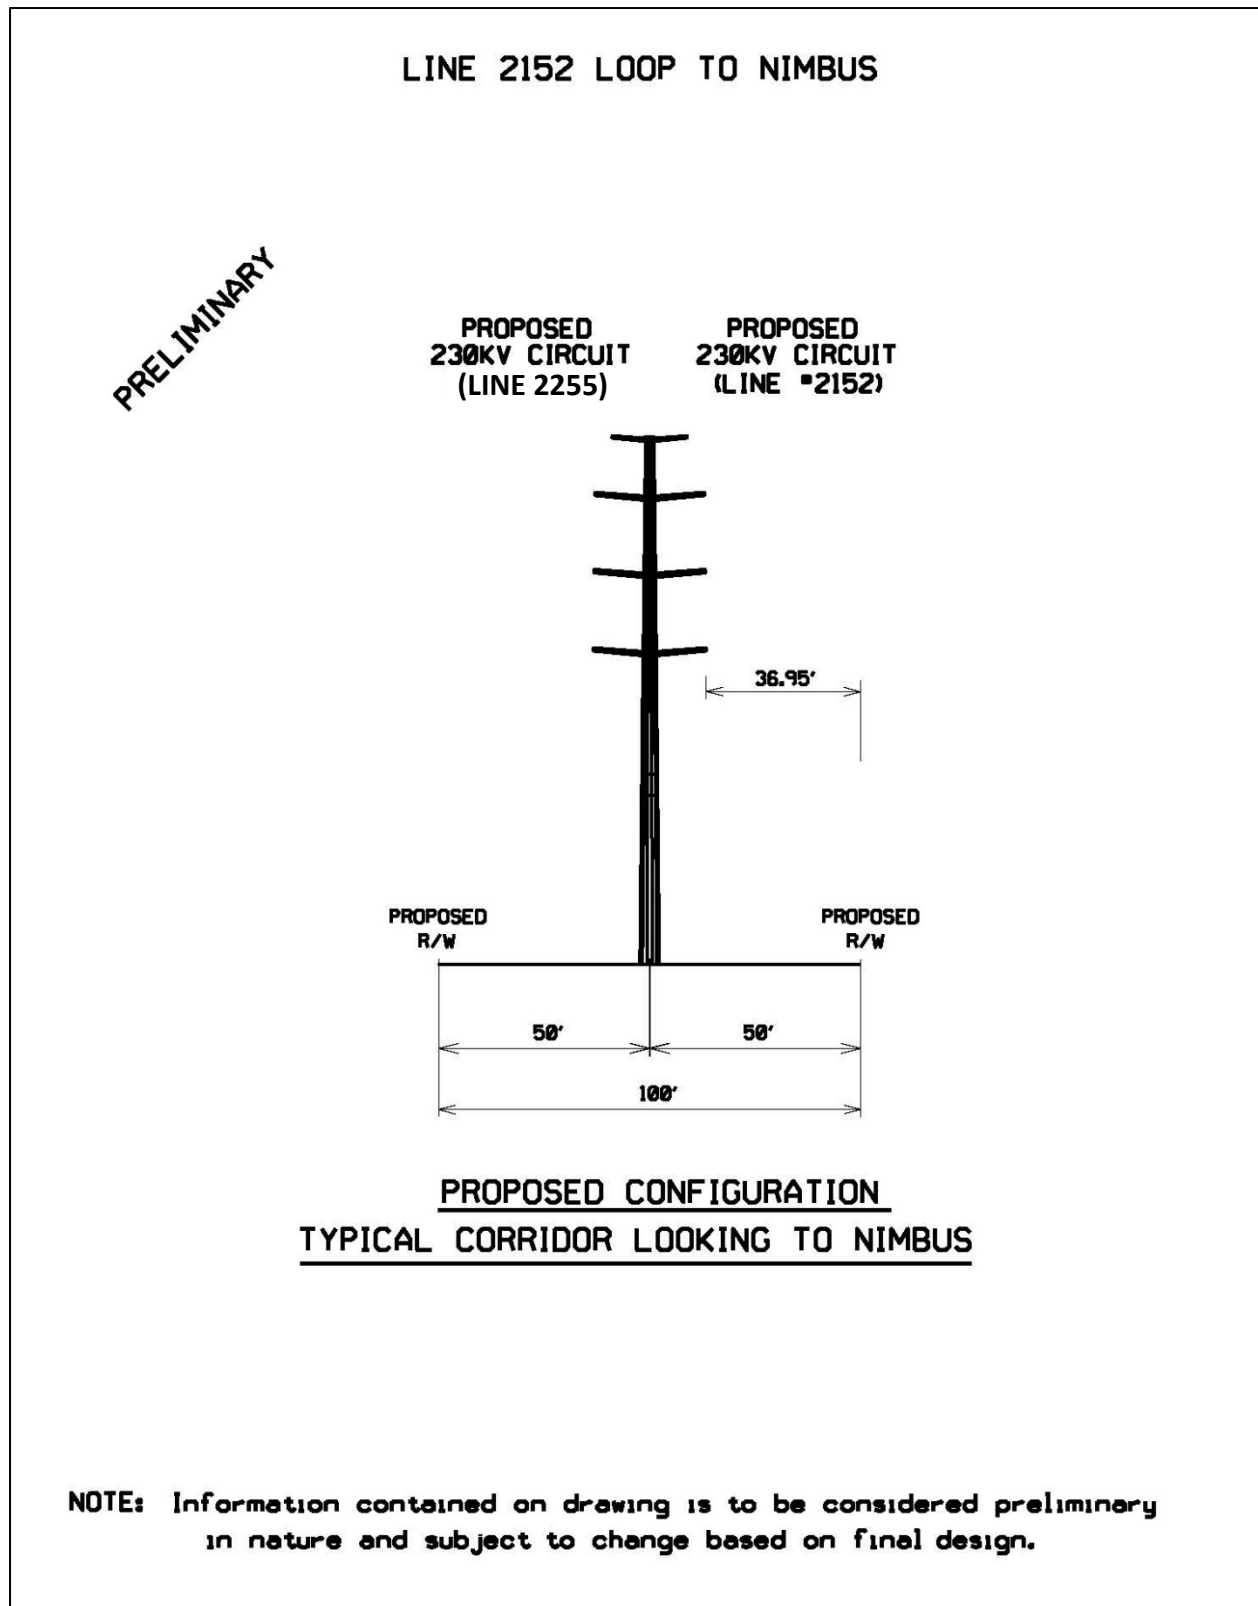 LINE 2152 LOOP TO NIMBUS
PRELIMINARY
PROPOSED
230KV CIRCUIT
(LINE 2255)
PROPOSED
230KV CIRCUIT
(LINE #2152)
36.95'
PROPOSED
R/W
PROPOSED
R/W
50'
50'
100'
PROPOSED CONFIGURATION
TYPICAL CORRIDOR LOOKING TO NIMBUS
NOTE: Information contained on drawing is to be considered preliminary
in nature and subject to change based on final design.